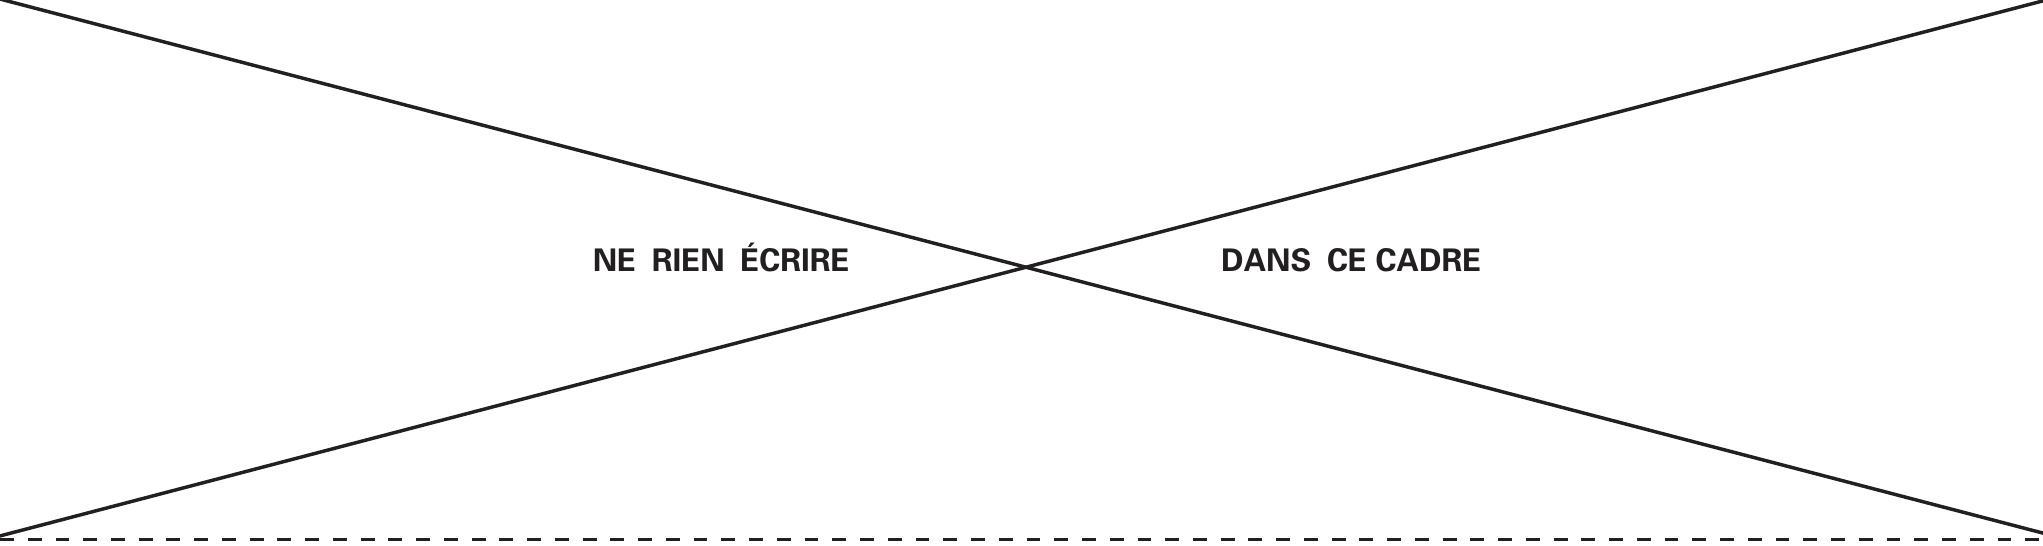 NE RIEN ÉCRIRE DANS CE CADRE